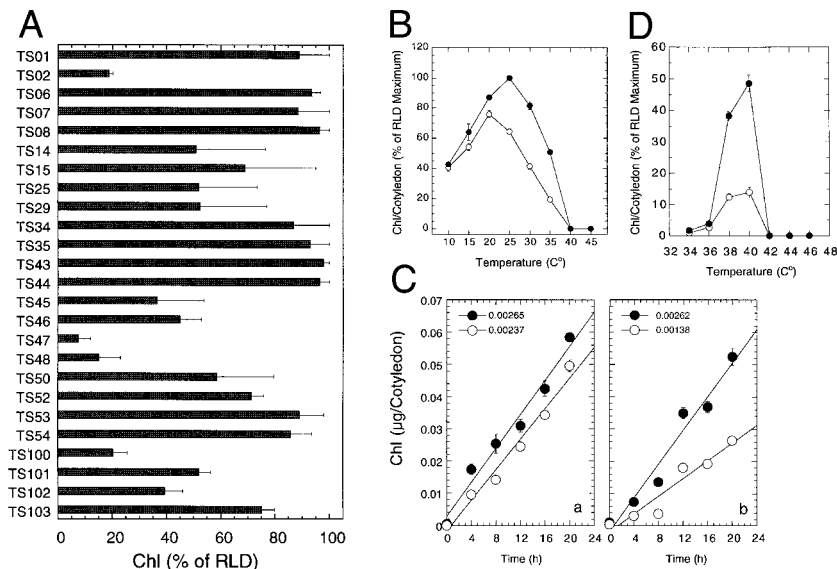 A
TS01
TS02
TS06
TS07
TS08
TS14
TS15
TS25
TS29
TS34
TS35
TS43
TS44
TS45
TS46
TS47
TS48
TS50
TS52
TS53
TS54
TS100
TS101
TS102
TS103
0 20 40 60 80 100
Chl (% of RLD)
B
Chl/Cotyledon (% of RLD Maximum)
120
100
80
60
40
20
0
10 15 20 25 30 35 40 45
Temperature (C°)
D
Chl/Cotyledon (% of RLD Maximum)
60
50
40
30
20
10
0
32 34 36 38 40 42 44 46 48
Temperature (C°)
C
Chl (µg/Cotyledon)
0.07
0.06
0.05
0.04
0.03
0.02
0.01
0
0.00265
0.00237
a
0 4 8 12 16 20 24
Time (h)
0.00262
0.00138
b
0 4 8 12 16 20 24
Time (h)